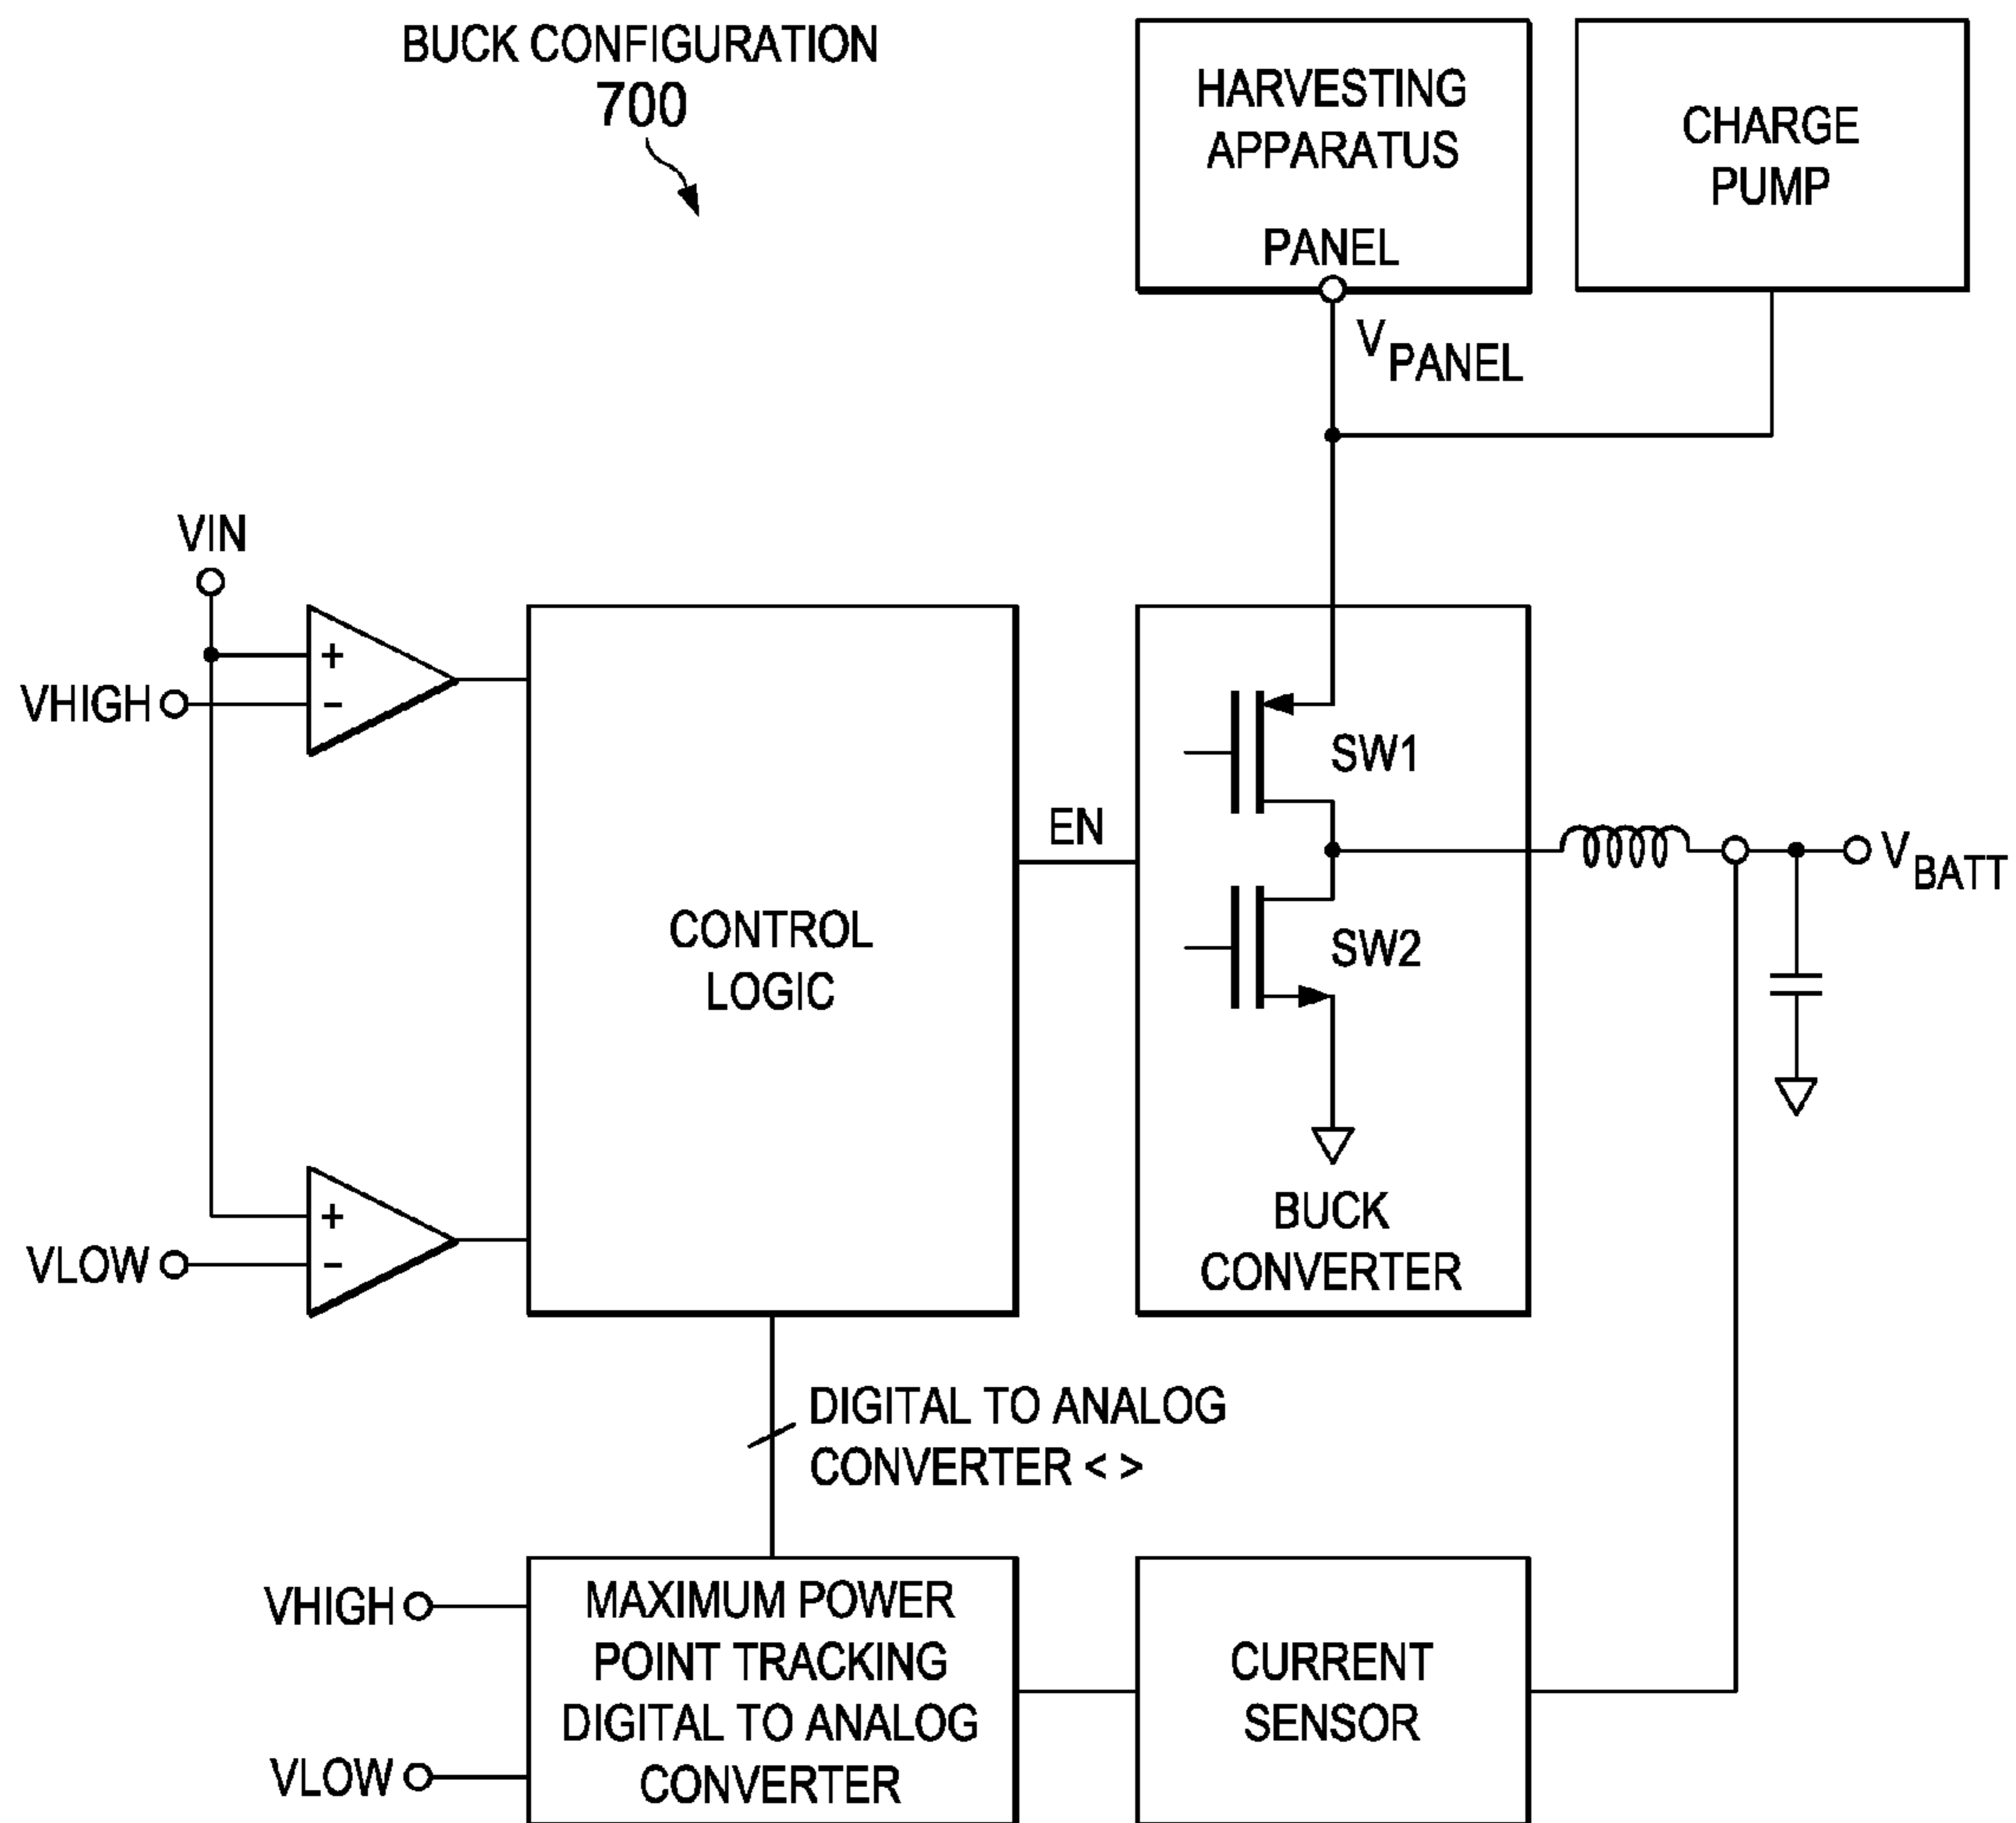 BUCK CONFIGURATION
700
HARVESTING
APPARATUS
PANEL
CHARGE
PUMP
VPANEL
VIN
+
-
VHIGH
CONTROL
LOGIC
EN
SW1
SW2
BUCK
CONVERTER
VBATT
+
-
VLOW
DIGITAL TO ANALOG
CONVERTER < >
VHIGH
VLOW
MAXIMUM POWER
POINT TRACKING
DIGITAL TO ANALOG
CONVERTER
CURRENT
SENSOR